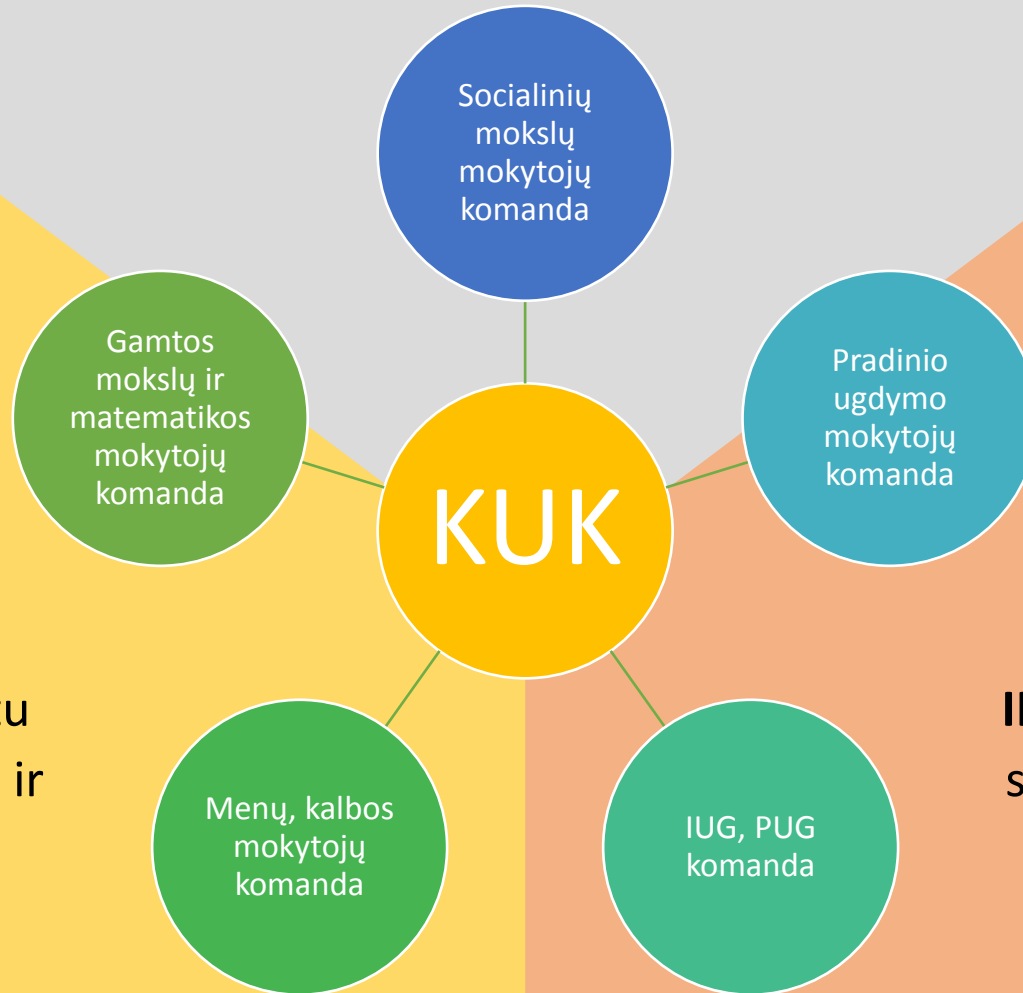 Socialinių
mokslų
mokytojų
komanda
Gamtos
mokslų ir
matematikos
mokytojų
komanda
Pradinio
ugdymo
mokytojų
komanda
KUK
ir
Menų, kalbos
mokytojų
komanda
IUG, PUG
komanda